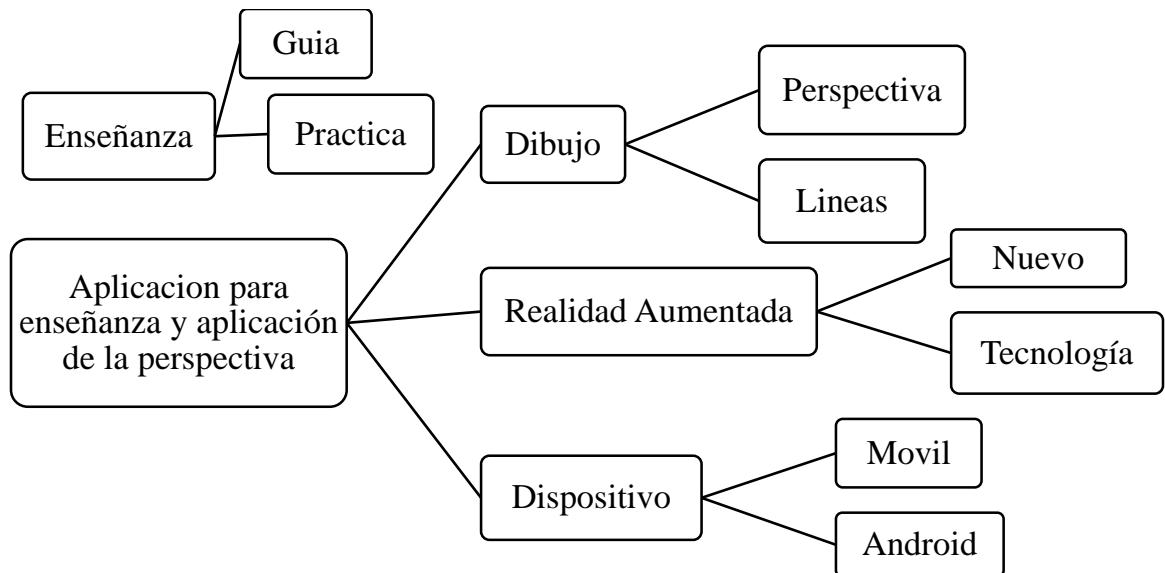 Guia
Enseñanza
Practica
Aplicacion para
enseñanza y aplicación
de la perspectiva
Dibujo
Perspectiva
Lineas
Realidad Aumentada
Nuevo
Tecnología
Dispositivo
Movil
Android